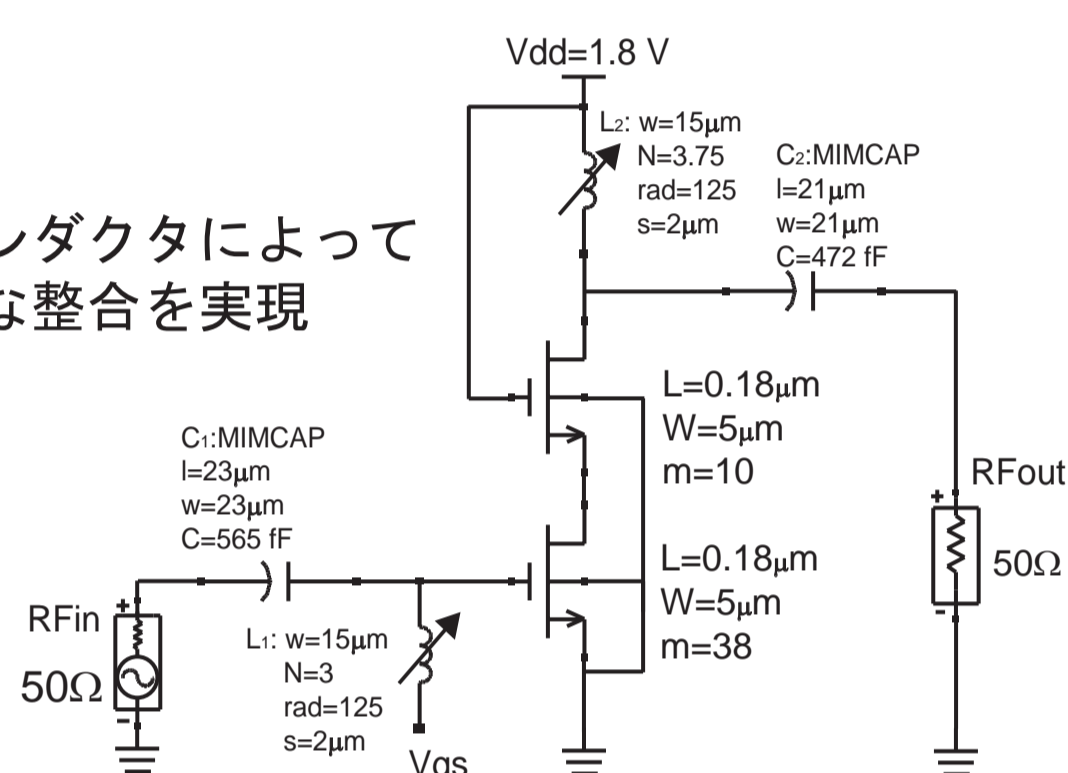 Vdd=1.8 V
L2: w=15μm
N=3.75
rad=125
s=2μm
C2:MIMCAP
l=21μm
w=21μm
C=472 fF
ンダクタによって
な整合を実現
L=0.18μm
W=5μm
m=10
C1:MIMCAP
l=23μm
w=23μm
C=565 fF
RFout
+
50Ω
-
L=0.18μm
W=5μm
m=38
RFin
+
50Ω
-
L1: w=15μm
N=3
rad=125
s=2μm
Vgs